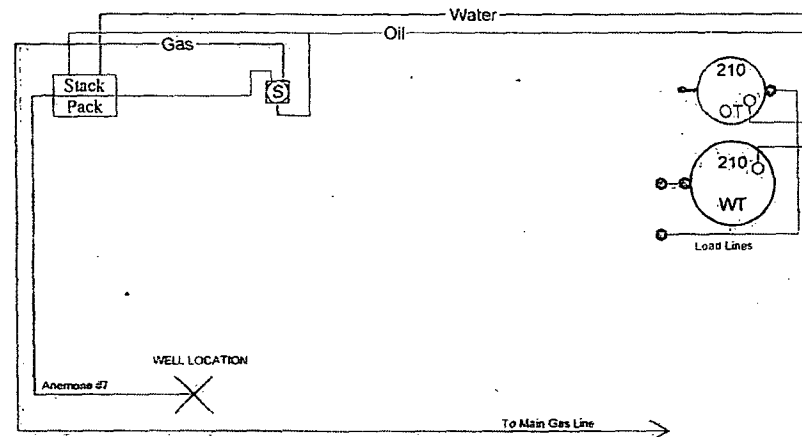 Water
Oil
Gas
Stack
Pack
S
210
OT
210
WT
Load Lines
WELL LOCATION
Anemone #7
To Main Gas Line